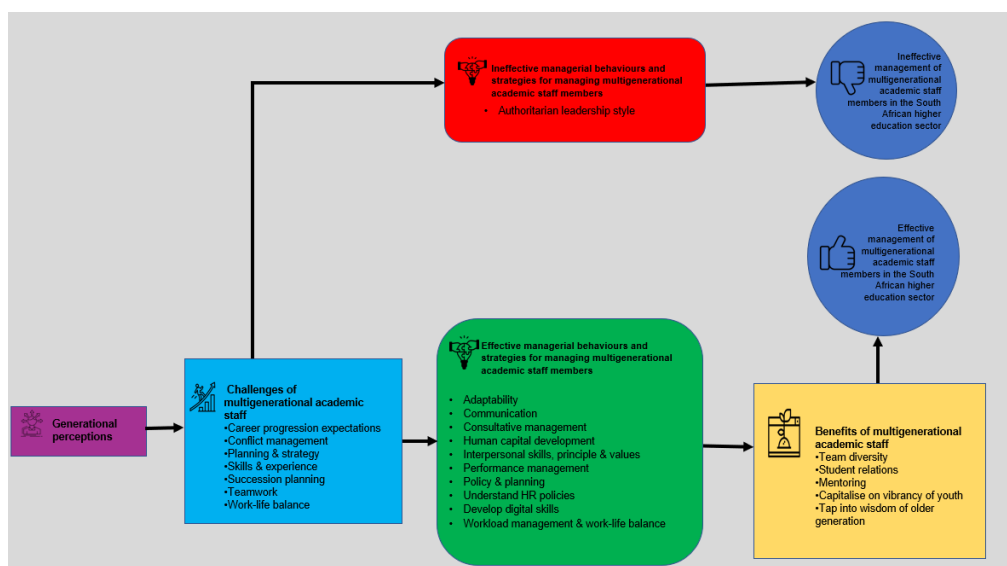 Ineffective managerial behaviours and
strategies for managing multigenerational
academic staff members
• Authoritarian leadership style
Ineffective
management of
multigenerational
academic staff
members in the South
African higher
education sector
Effective
management of
multigenerational
academic staff
members in the South
African higher
education sector
Generational
perceptions
Challenges of
multigenerational academic
staff
•Career progression expectations
•Conflict management
•Planning & strategy
•Skills & experience
•Succession planning
•Teamwork
•Work-life balance
Effective managerial behaviours and
strategies for managing multigenerational
academic staff members
• Adaptability
• Communication
• Consultative management
• Human capital development
• Interpersonal skills, principle & values
• Performance management
• Policy & planning
• Understand HR policies
• Develop digital skills
• Workload management & work-life balance
Benefits of multigenerational
academic staff
•Team diversity
•Student relations
•Mentoring
•Capitalise on vibrancy of youth
•Tap into wisdom of older
generation